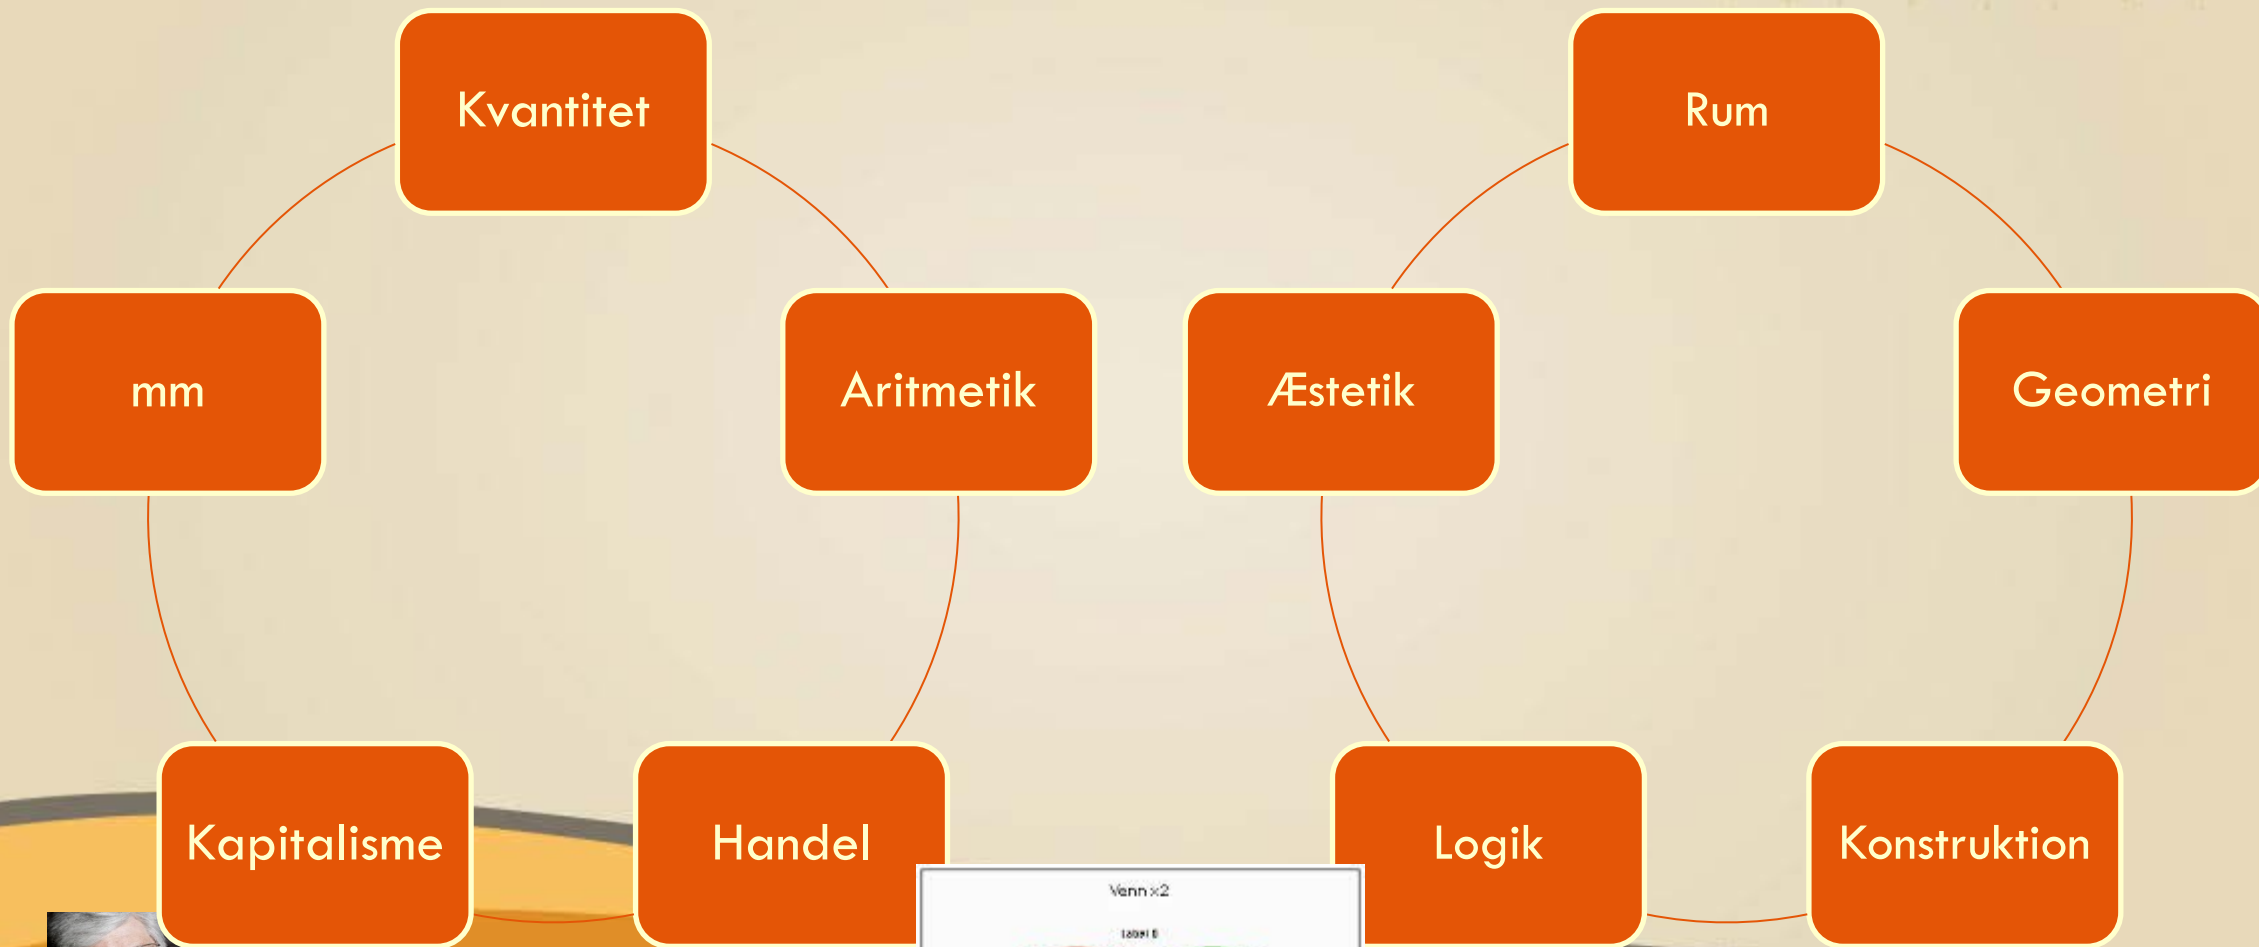 Kvantitet
Aritmetik
Handel
Kapitalisme
mm
Rum
Geometri
Konstruktion
Logik
Æstetik
Venn x2